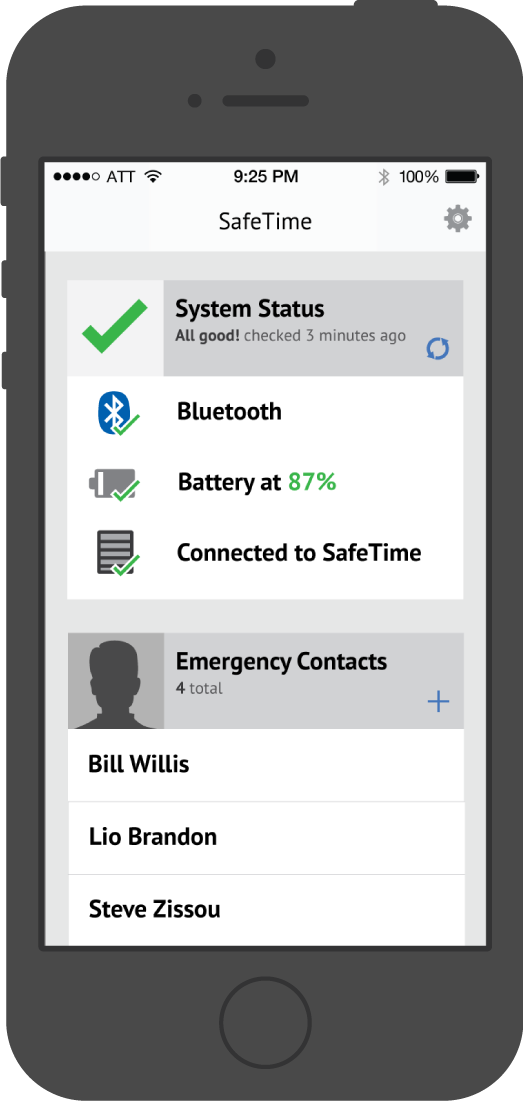 ATT 9:25 PM 100%
SafeTime
System Status
All good! checked 3 minutes ago
Bluetooth
Battery at 87%
Connected to SafeTime
Emergency Contacts
4 total
Bill Willis
Lio Brandon
Steve Zissou